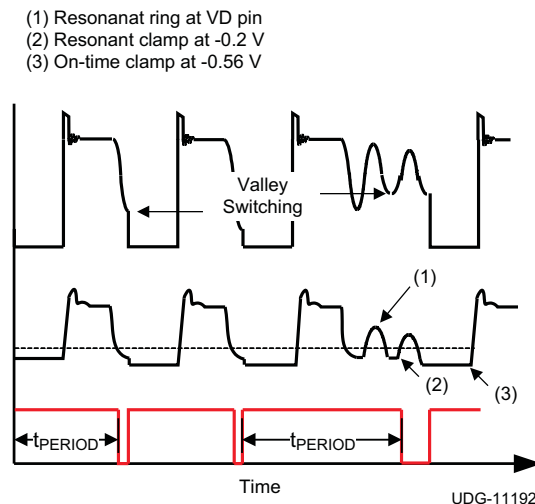 (1) Resonanat ring at VD pin
(2) Resonant clamp at -0.2 V
(3) On-time clamp at -0.56 V
Valley
Switching
(1)
(2)
(3)
tPERIOD
tPERIOD
Time
UDG-11192